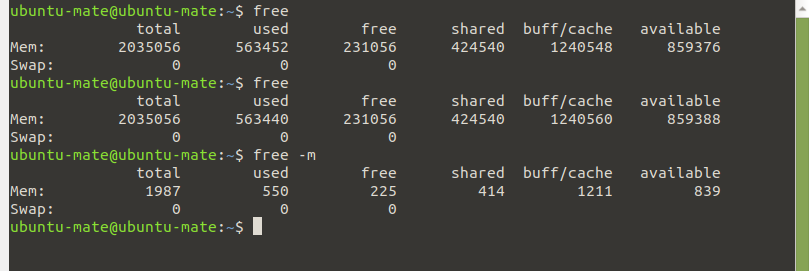 ubuntu-mate@ubuntu-mate:~$ free
              total        used        free      shared  buff/cache   available
Mem:        2035056      563452      231056      424540     1240548      859376
Swap:             0           0           0
ubuntu-mate@ubuntu-mate:~$ free
              total        used        free      shared  buff/cache   available
Mem:        2035056      563440      231056      424540     1240560      859388
Swap:             0           0           0
ubuntu-mate@ubuntu-mate:~$ free -m
              total        used        free      shared  buff/cache   available
Mem:           1987         550         225         414        1211         839
Swap:             0           0           0
ubuntu-mate@ubuntu-mate:~$